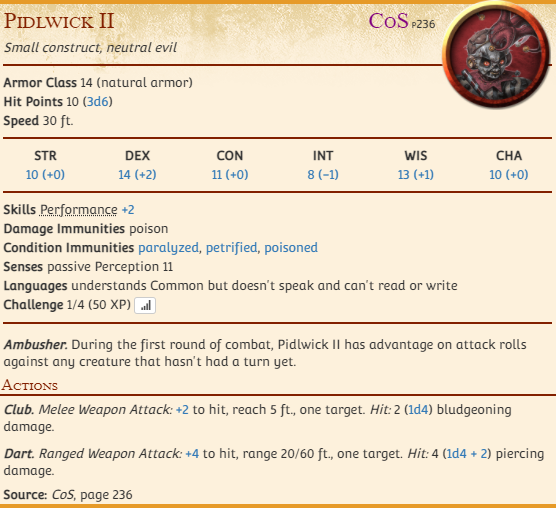 Pidlwick II CoS p236
Small construct, neutral evil
Armor Class 14 (natural armor)
Hit Points 10 (3d6)
Speed 30 ft.
STR DEX CON INT WIS CHA
10 (+0) 14 (+2) 11 (+0) 8 (−1) 13 (+1) 10 (+0)
Skills Performance +2
Damage Immunities poison
Condition Immunities paralyzed, petrified, poisoned
Senses passive Perception 11
Languages understands Common but doesn't speak and can't read or write
Challenge 1/4 (50 XP)
Ambusher. During the first round of combat, Pidlwick II has advantage on attack rolls
against any creature that hasn't had a turn yet.
Actions
Club. Melee Weapon Attack: +2 to hit, reach 5 ft., one target. Hit: 2 (1d4) bludgeoning
damage.
Dart. Ranged Weapon Attack: +4 to hit, range 20/60 ft., one target. Hit: 4 (1d4 + 2) piercing
damage.
Source: CoS, page 236